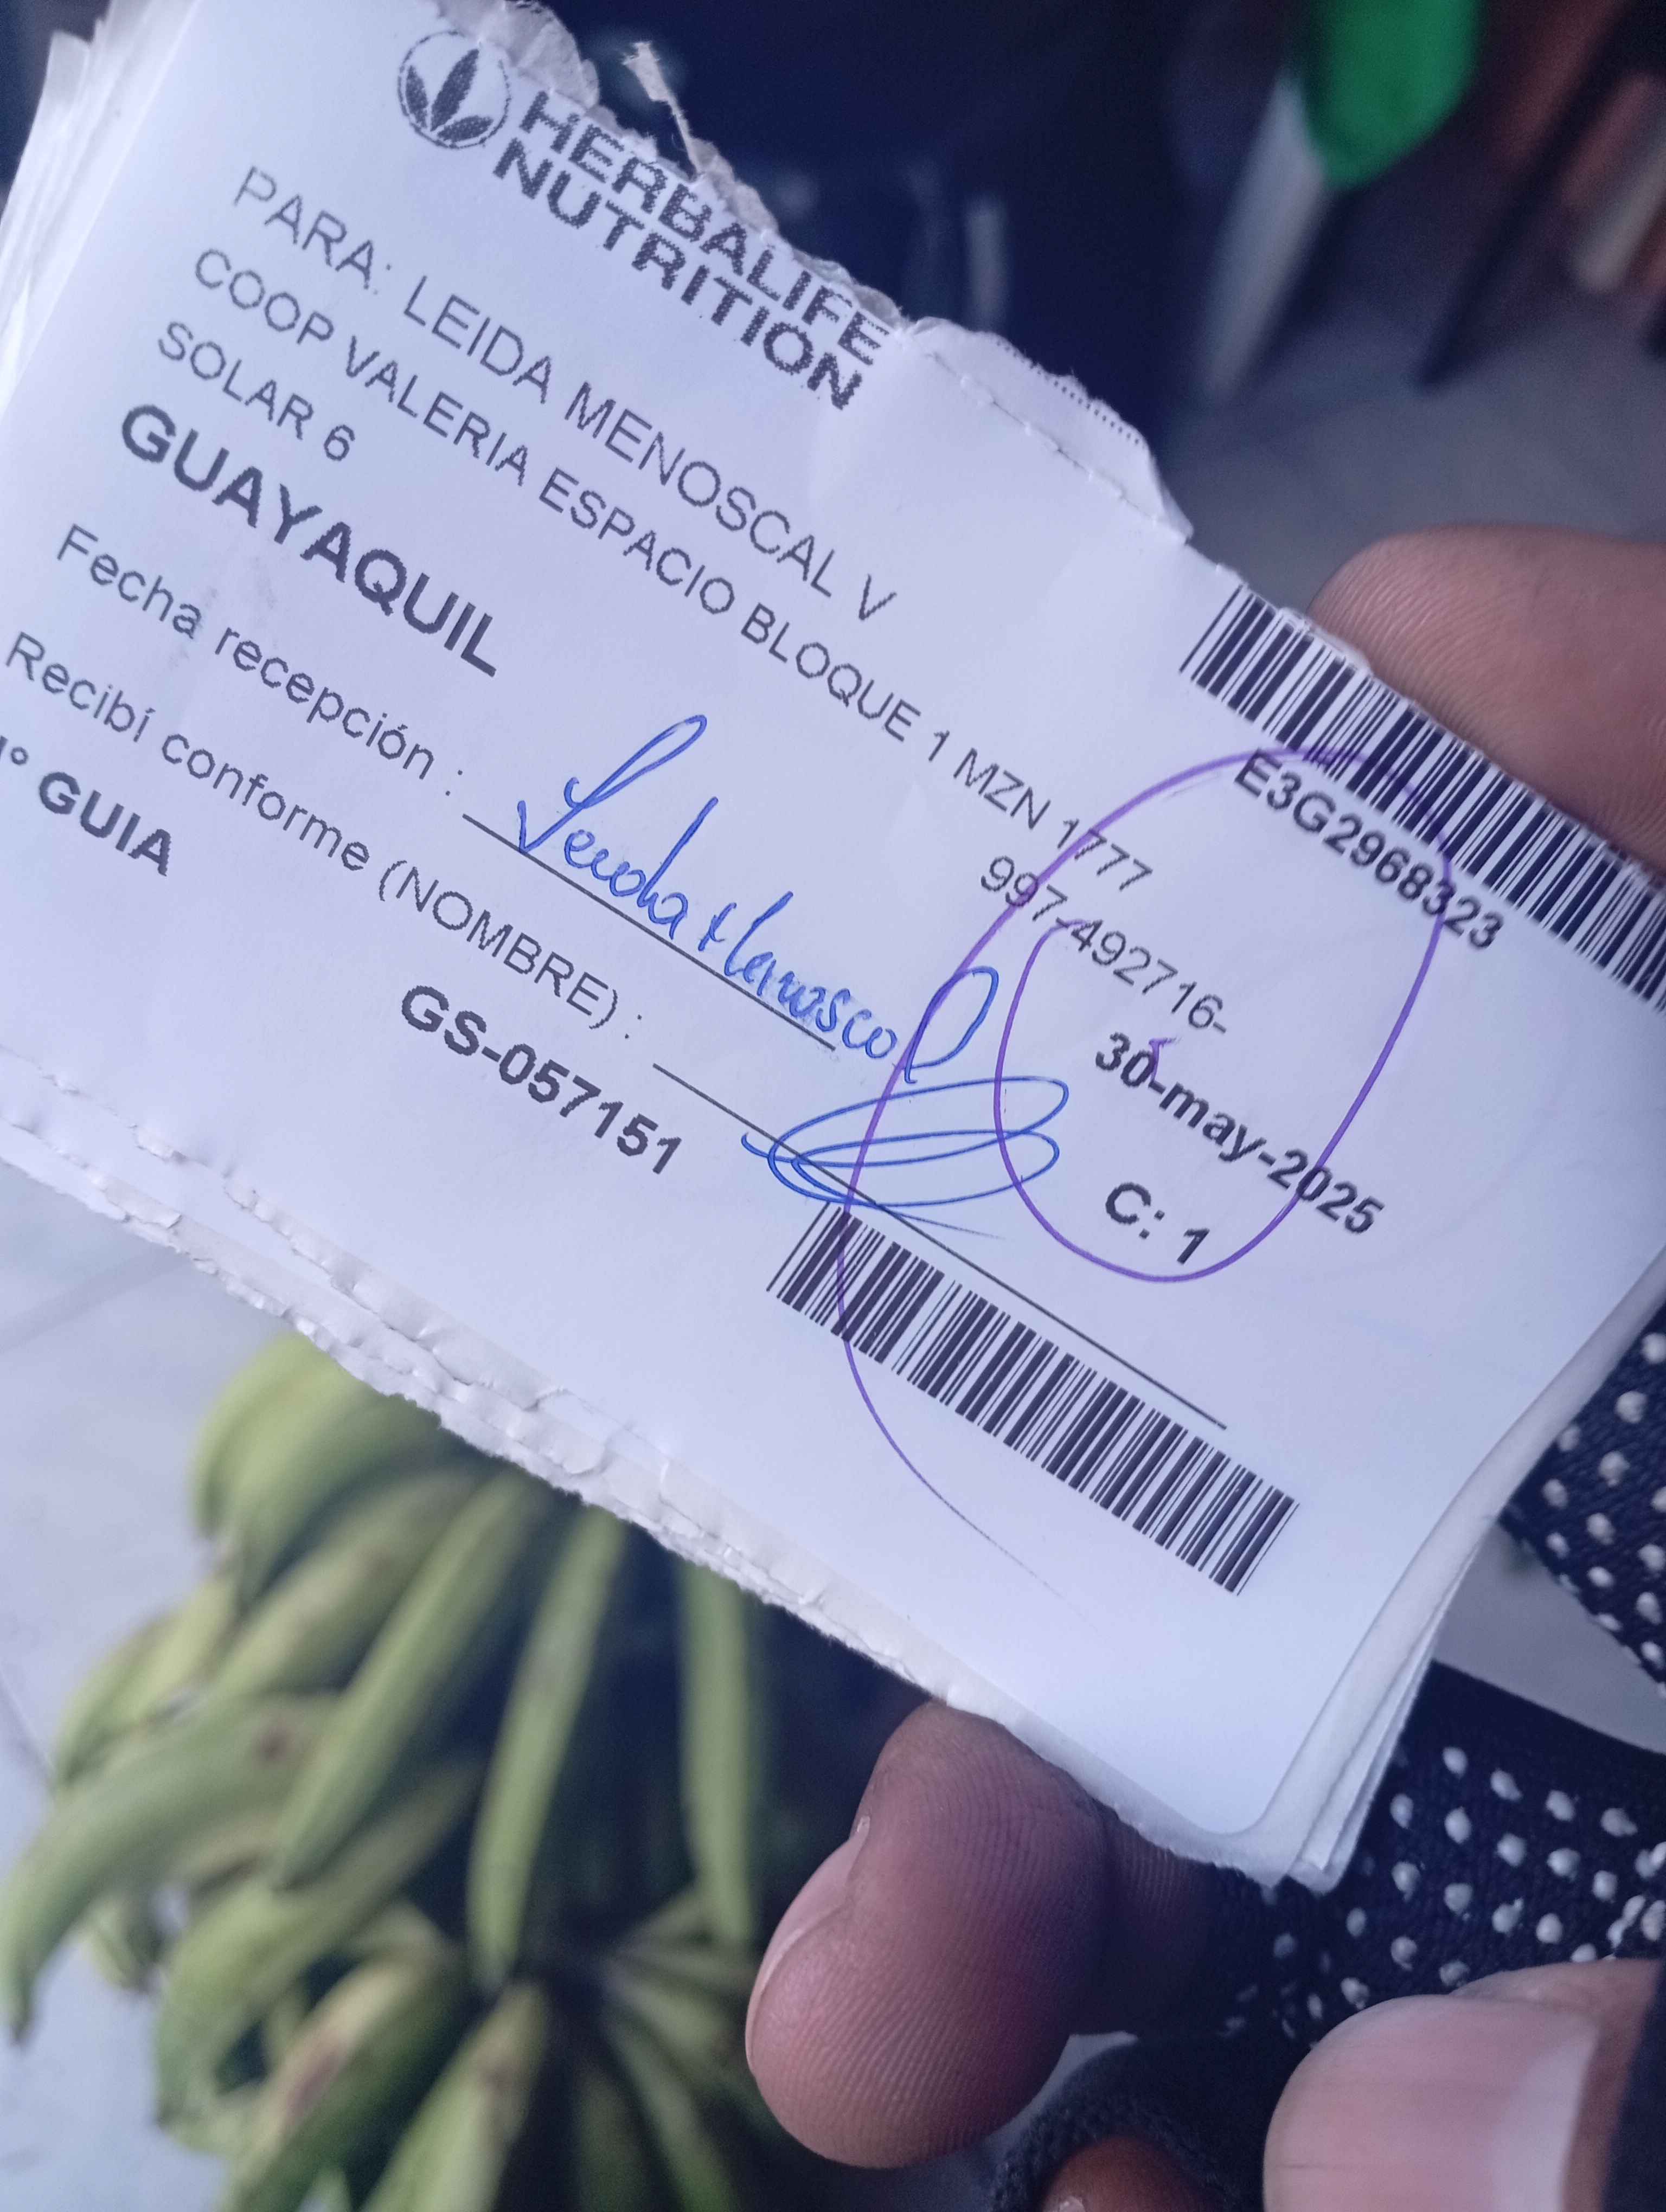 HERBALIFE
NUTRITION
E3G296833
PARA: LEIDA MENOSCAL V
COOP VALERIA ESPACIO BLOQUE 1 MZN 1777
SOLAR 6
997-492716-
GUAYAQUIL
30-may-2025
Fecha recepción :
C: 1
Recibí conforme (NOMBRE) :
° GUIA
GS-057151